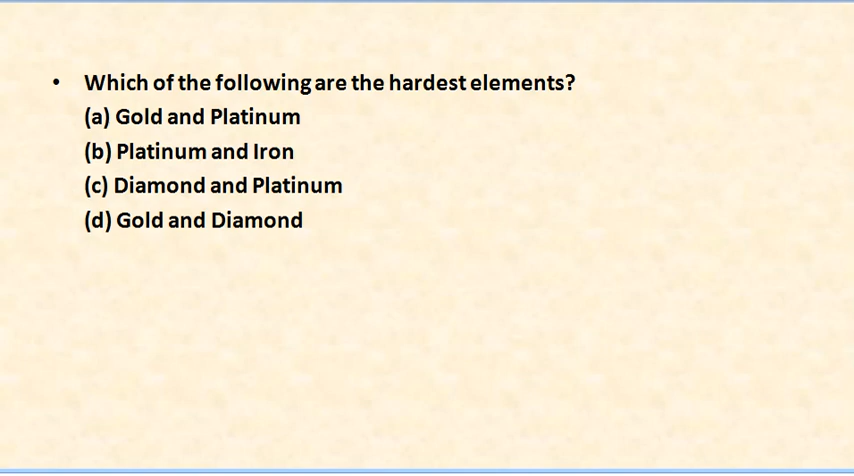 • Which of the following are the hardest elements?
(a) Gold and Platinum
(b) Platinum and Iron
(c) Diamond and Platinum
(d) Gold and Diamond